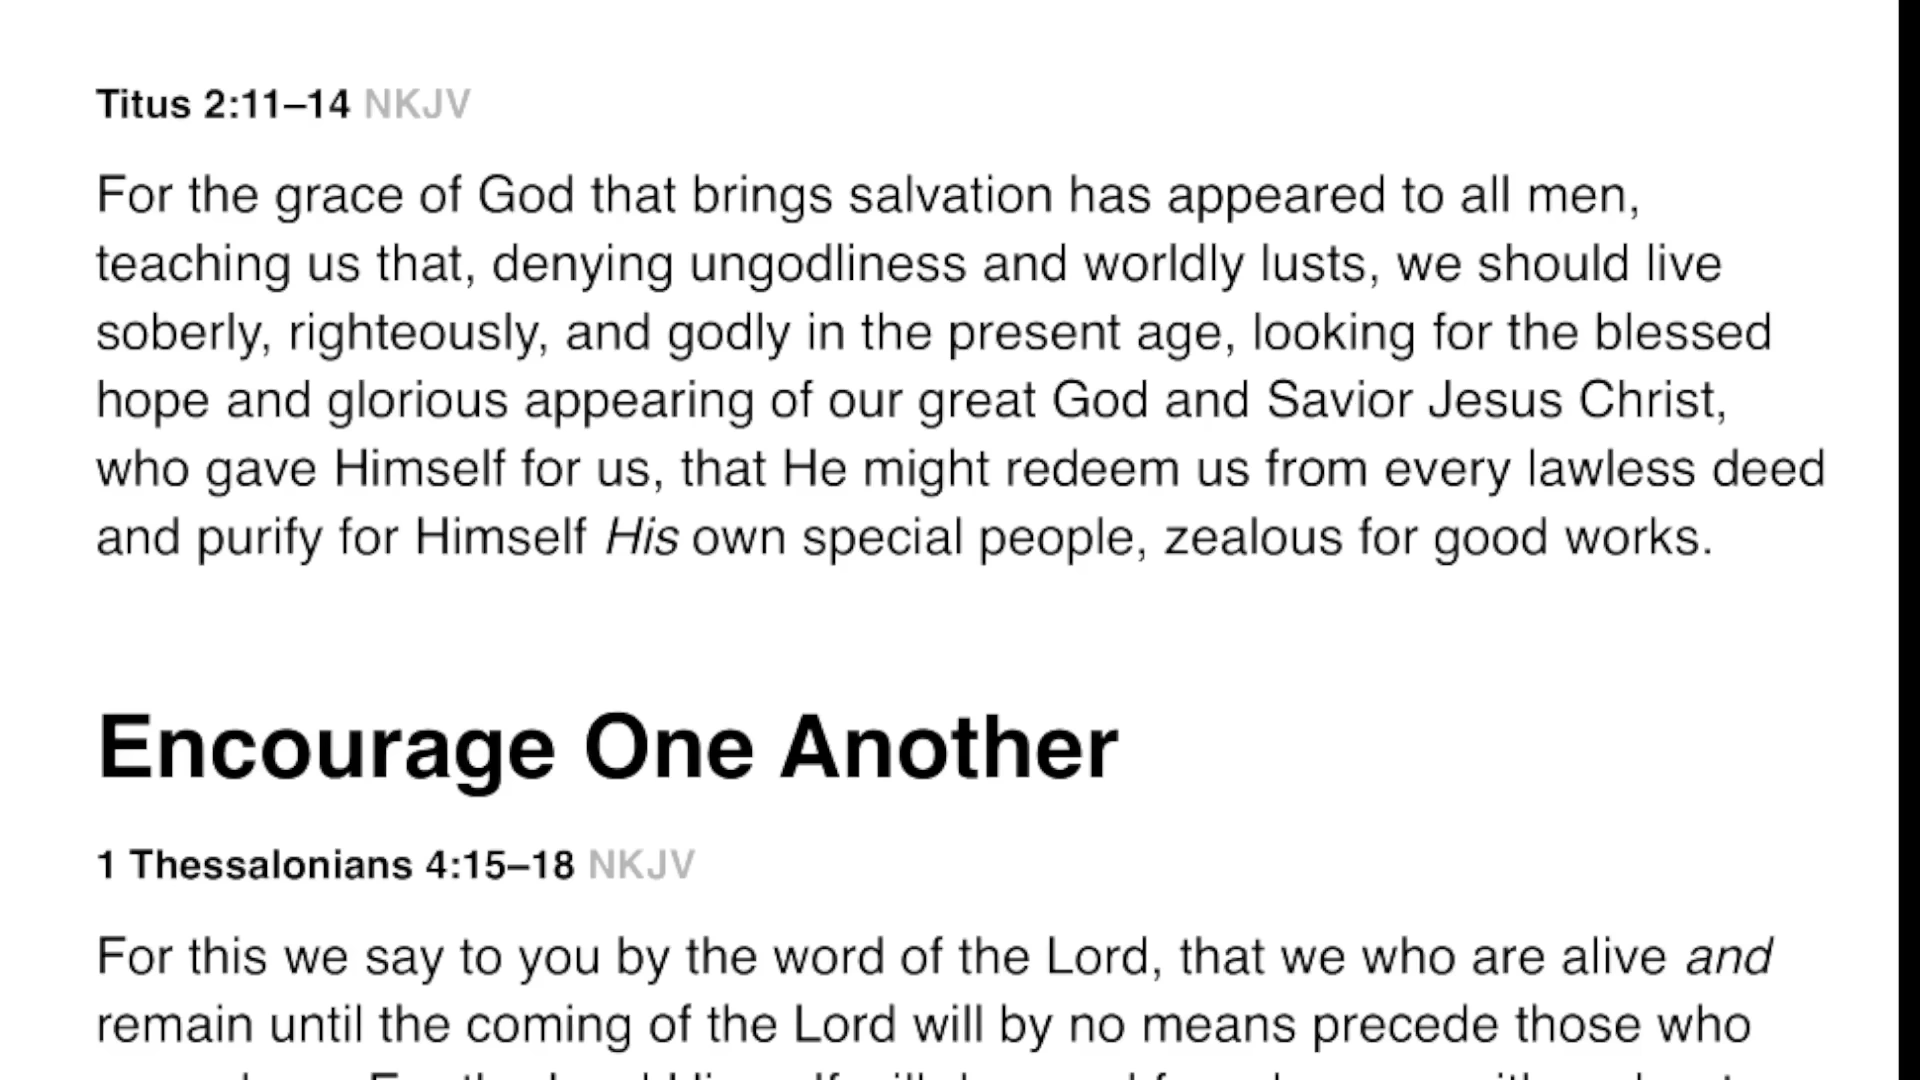 Titus 2:11–14 NKJV
For the grace of God that brings salvation has appeared to all men,
teaching us that, denying ungodliness and worldly lusts, we should live
soberly, righteously, and godly in the present age, looking for the blessed
hope and glorious appearing of our great God and Savior Jesus Christ,
who gave Himself for us, that He might redeem us from every lawless deed
and purify for Himself His own special people, zealous for good works.
Encourage One Another
1 Thessalonians 4:15–18 NKJV
For this we say to you by the word of the Lord, that we who are alive and
remain until the coming of the Lord will by no means precede those who